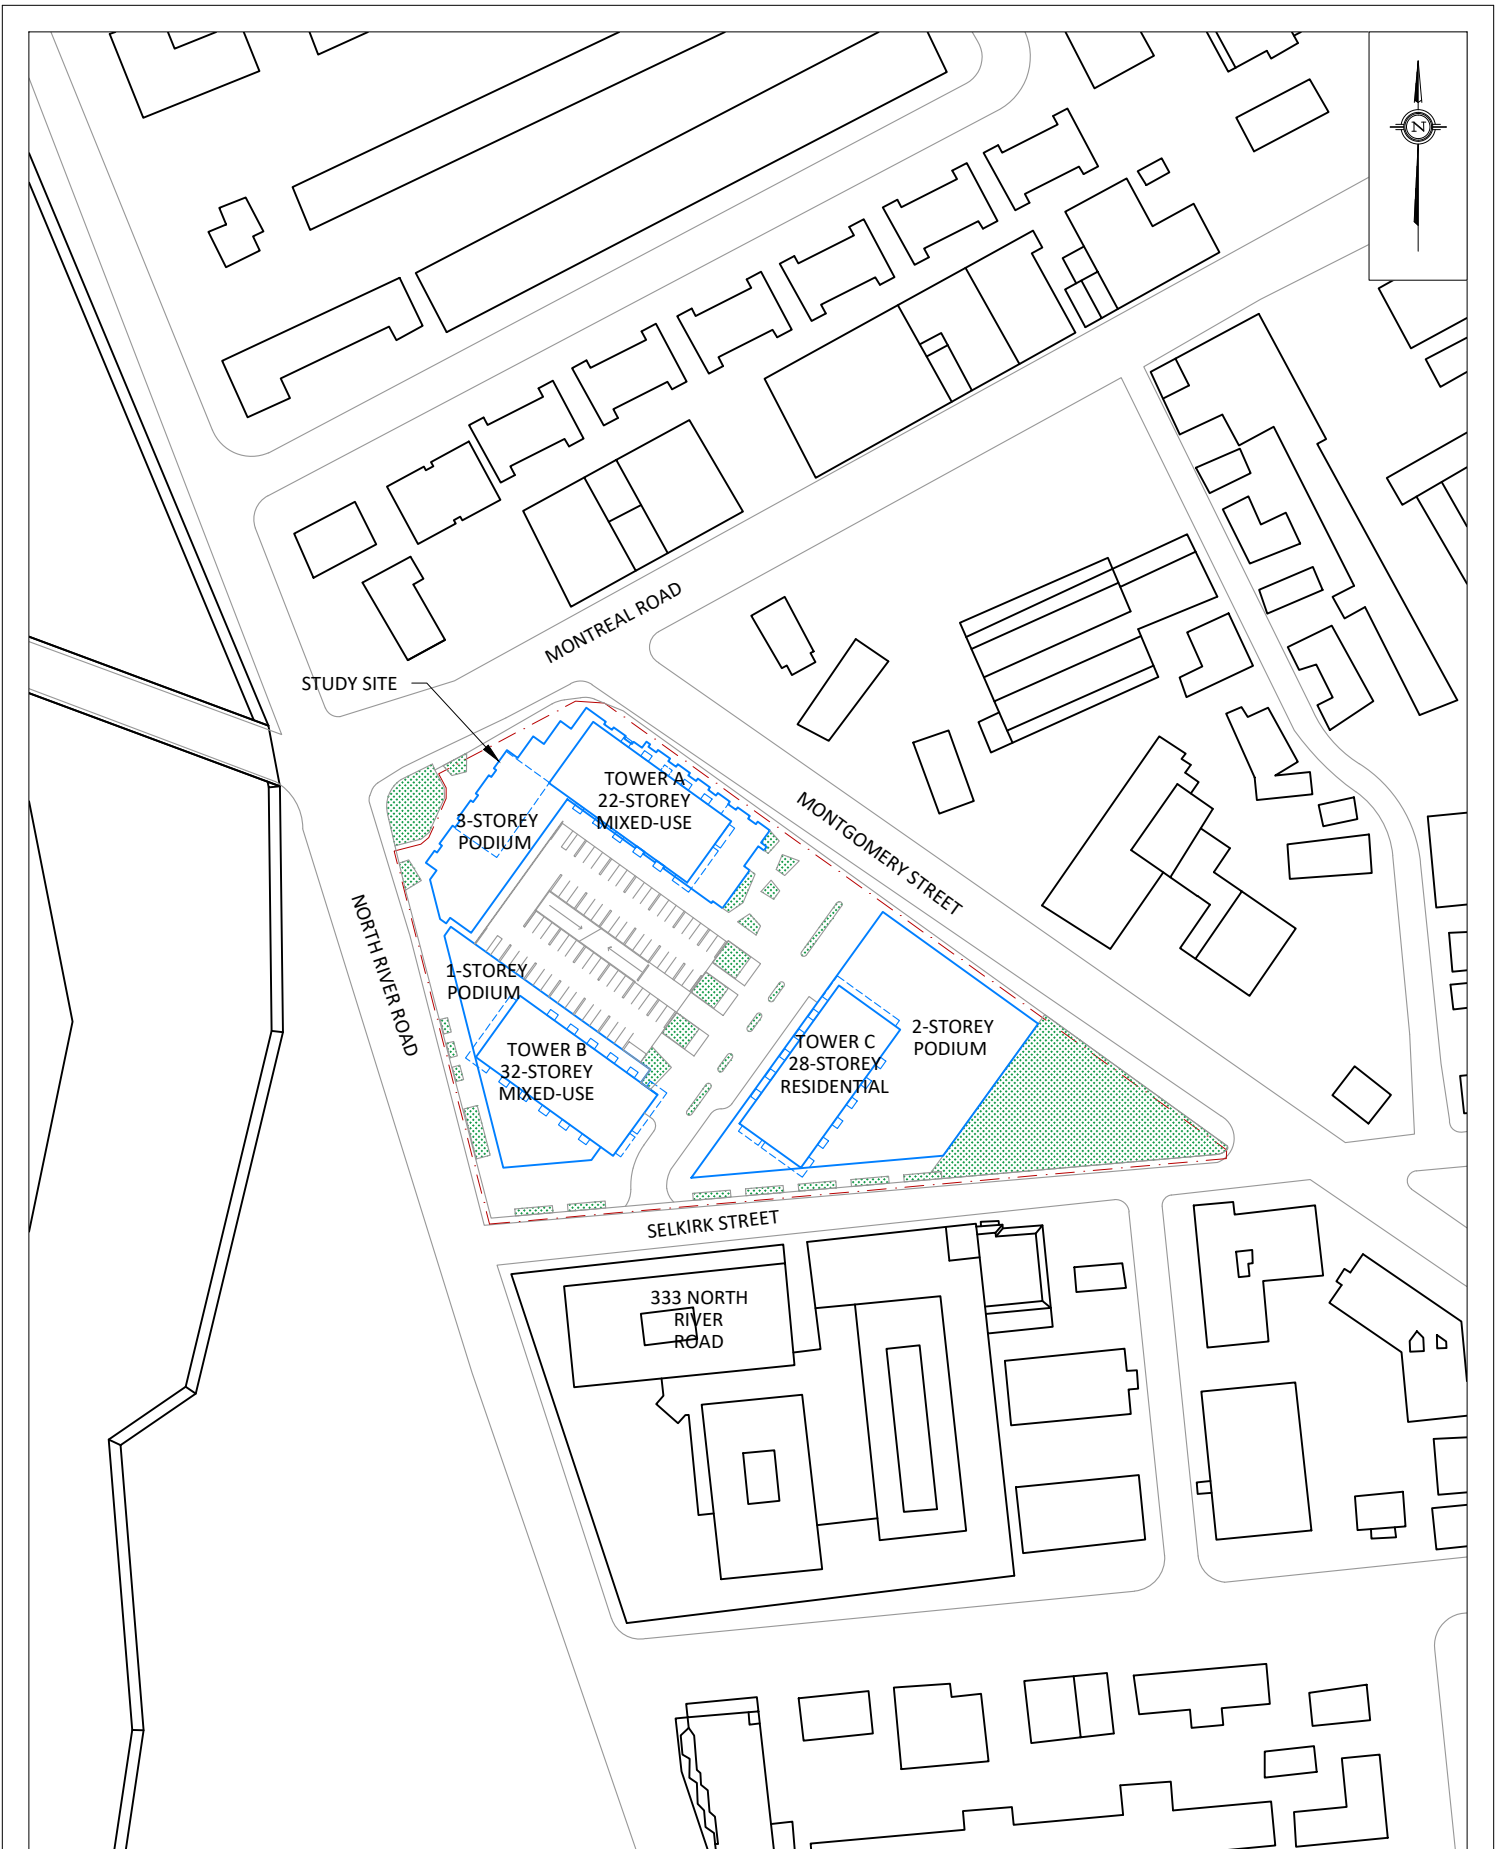 N
MONTREAL ROAD
STUDY SITE
TOWER A
22-STOREY
MIXED-USE
3-STOREY
PODIUM
MONTGOMERY STREET
NORTH RIVER ROAD
1-STOREY
PODIUM
TOWER B
32-STOREY
MIXED-USE
TOWER C
28-STOREY
RESIDENTIAL
2-STOREY
PODIUM
SELKIRK STREET
333 NORTH
RIVER
ROAD